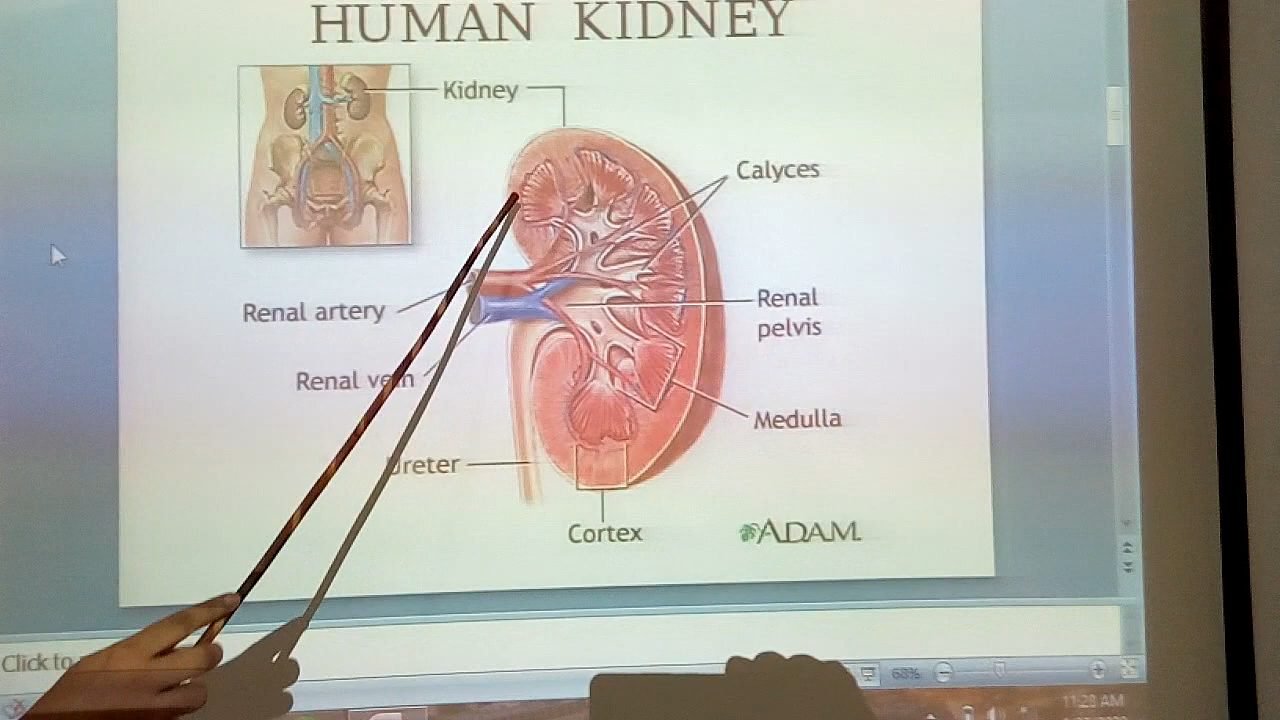 HUMAN KIDNEY
Kidney
Calyces
Renal artery
Renal
pelvis
Renal vein
Medulla
Ureter
Cortex
ADAM.
Click to
68%
11:28 AM